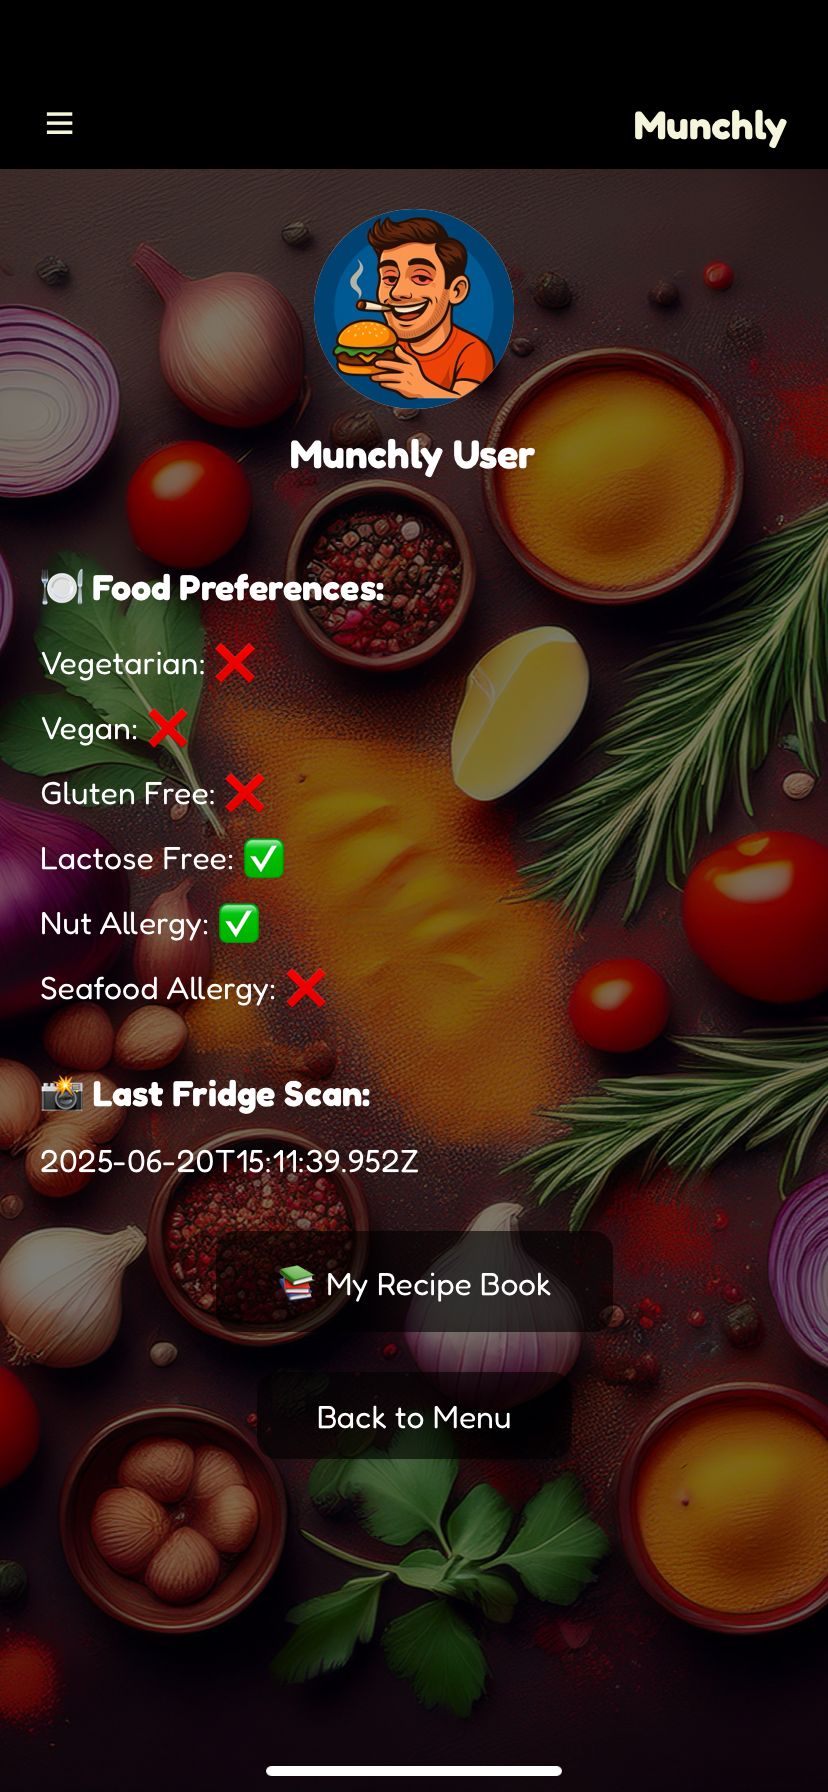 Munchly
Munchly User
🍽️ Food Preferences:
Vegetarian: ❌
Vegan: ❌
Gluten Free: ❌
Lactose Free: ✅
Nut Allergy: ✅
Seafood Allergy: ❌
📸 Last Fridge Scan:
2025-06-20T15:11:39.952Z
📚 My Recipe Book
Back to Menu